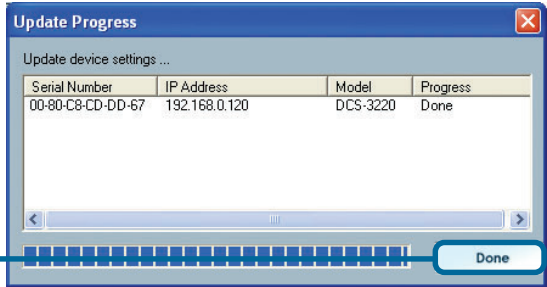 Update Progress
Update device settings ...
Serial Number IP Address Model Progress
00-80-C8-CD-DD-67 192.168.0.120 DCS-3220 Done
Done